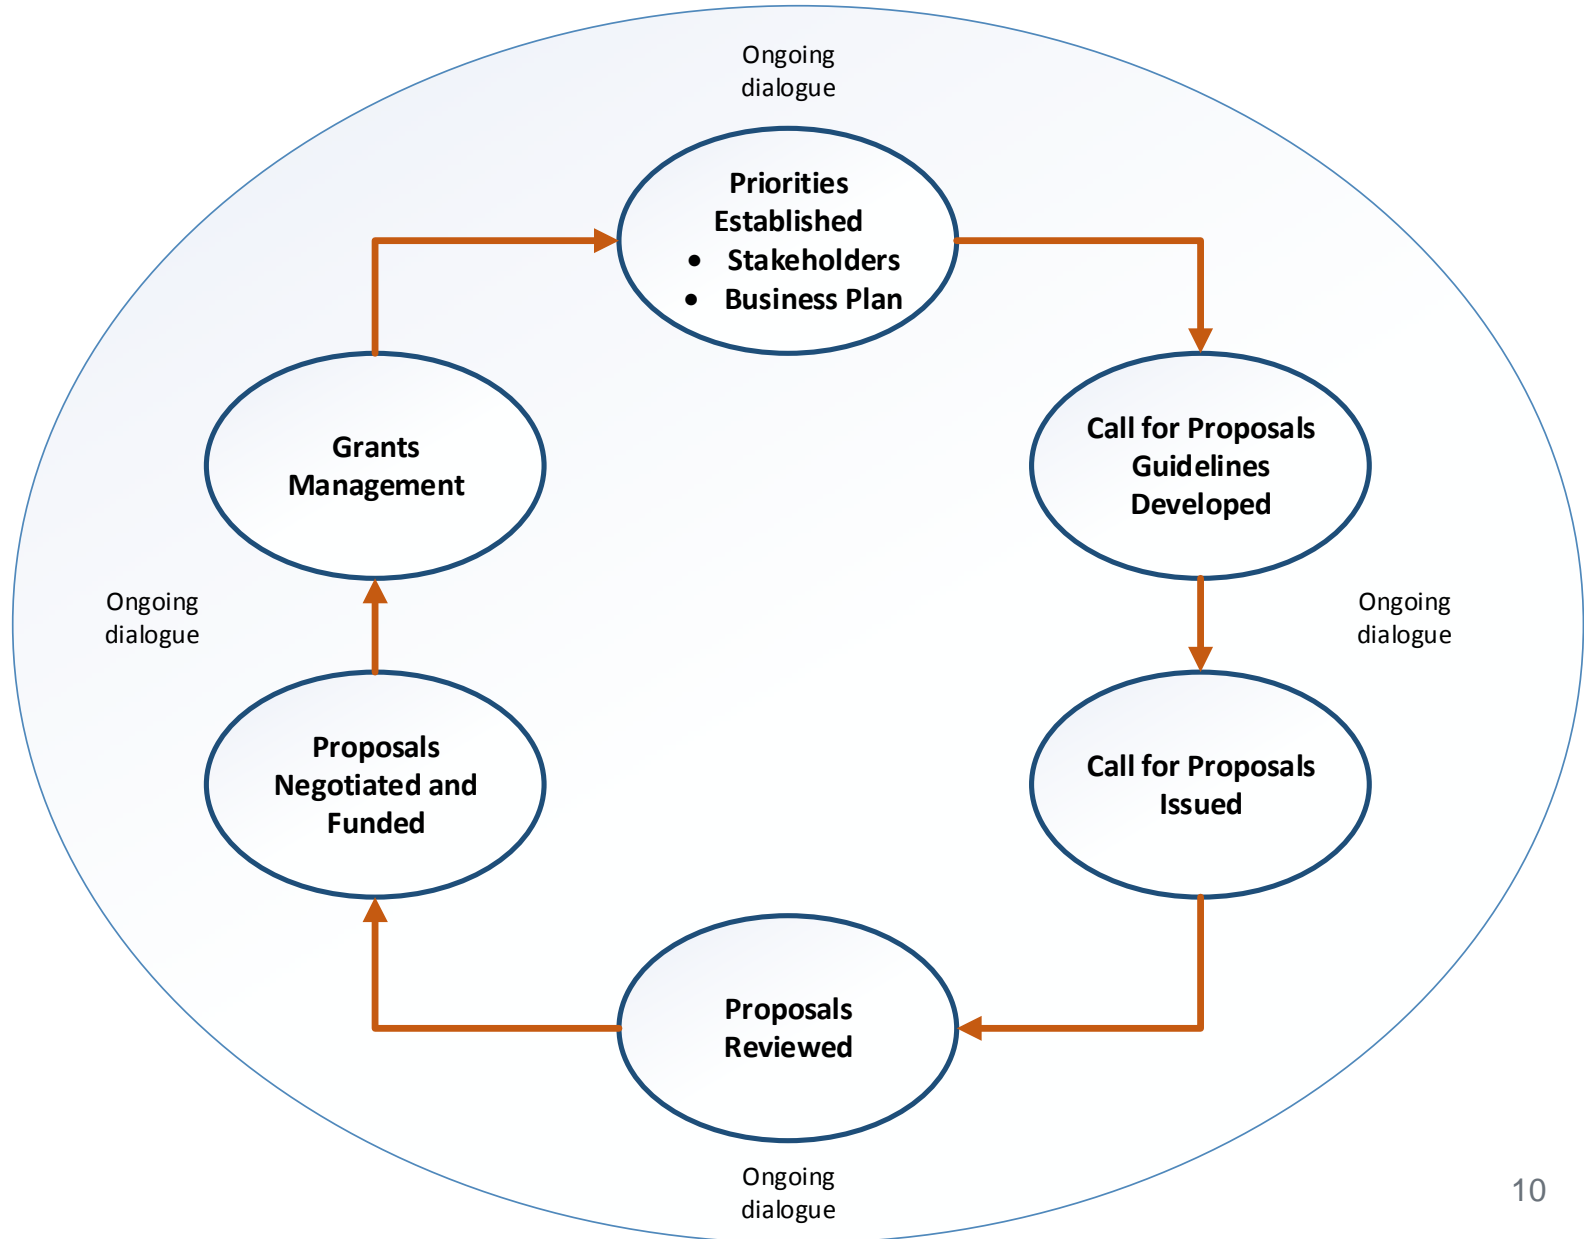 Ongoing
dialogue
Priorities
Established
• Stakeholders
• Business Plan
Call for Proposals
Guidelines
Developed
Ongoing
dialogue
Call for Proposals
Issued
Proposals
Reviewed
Ongoing
dialogue
Proposals
Negotiated and
Funded
Ongoing
dialogue
Grants
Management
10